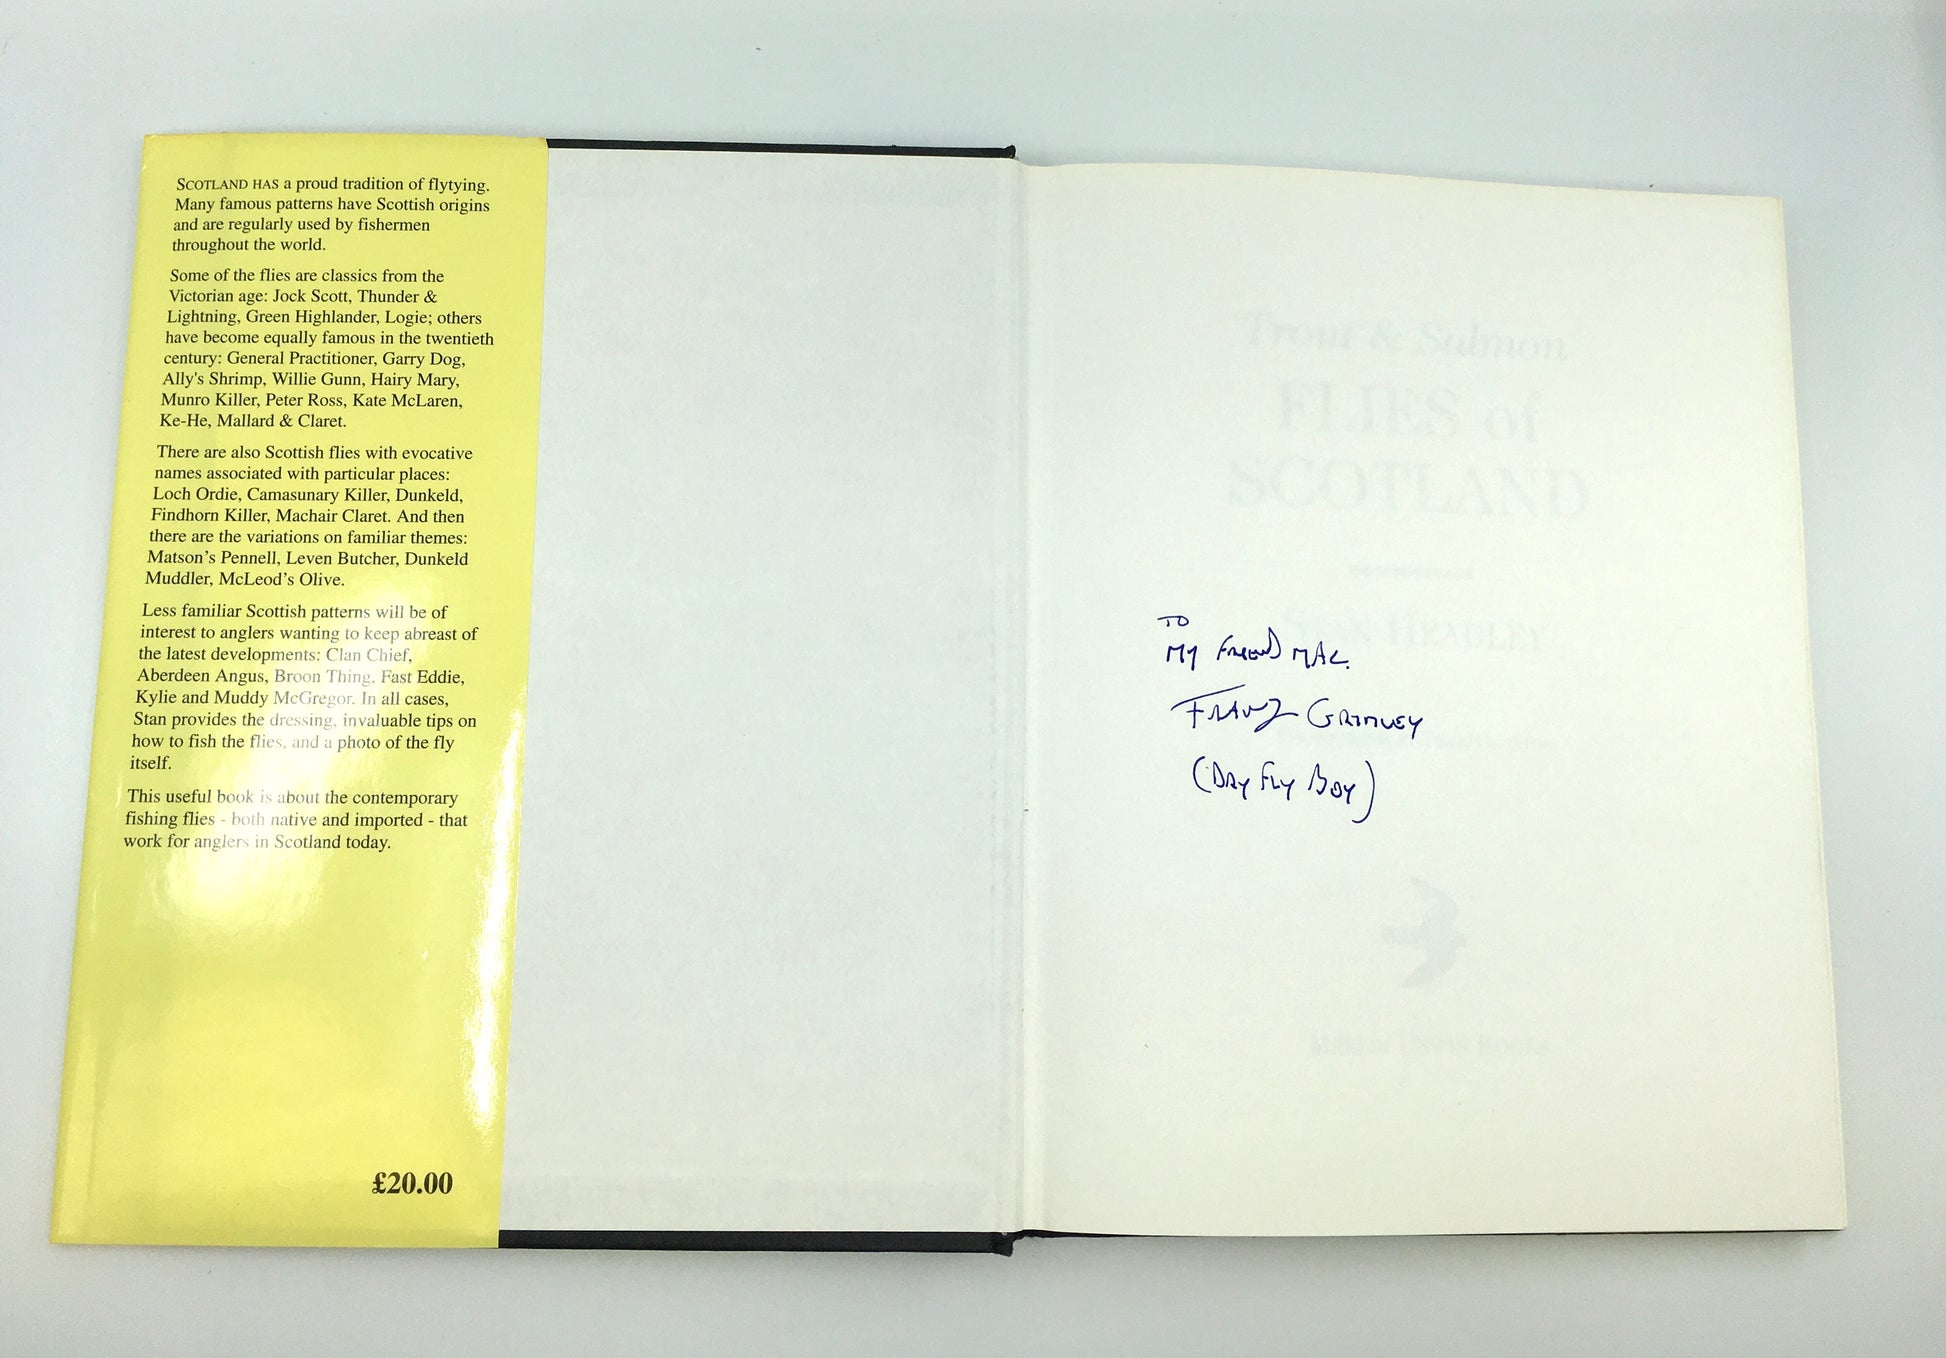 SCOTLAND HAS a proud tradition of flytying.
Many famous patterns have Scottish origins
and are regularly used by fishermen
throughout the world.
Some of the flies are classics from the
Victorian age: Jock Scott, Thunder &
Lightning, Green Highlander, Logie; others
have become equally famous in the twentieth
century: General Practitioner, Garry Dog,
Ally's Shrimp, Willie Gunn, Hairy Mary,
Munro Killer, Peter Ross, Kate McLaren,
Ke-He, Mallard & Claret.
There are also Scottish flies with evocative
names associated with particular places:
Loch Ordie, Camasunary Killer, Dunkeld,
Findhorn Killer, Machair Claret. And then
there are the variations on familiar themes:
Matson's Pennell, Leven Butcher, Dunkeld
Muddler, McLeod's Olive.
Less familiar Scottish patterns will be of
interest to anglers wanting to keep abreast of
the latest developments: Clan Chief,
Aberdeen Angus, Broon Thing, Fast Eddie,
Kylie and Muddy McGregor. In all cases,
Stan provides the dressing, invaluable tips on
how to fish the flies, and a photo of the fly
itself.
This useful book is about the contemporary
fishing flies - both native and imported - that
work for anglers in Scotland today.
£20.00
Trout & Salmon
FLIES of
SCOTLAND
STAN HEADLEY
MERLIN UNWIN BOOKS
TO
MY FRIEND MAC.
(DRY FLY BOY)